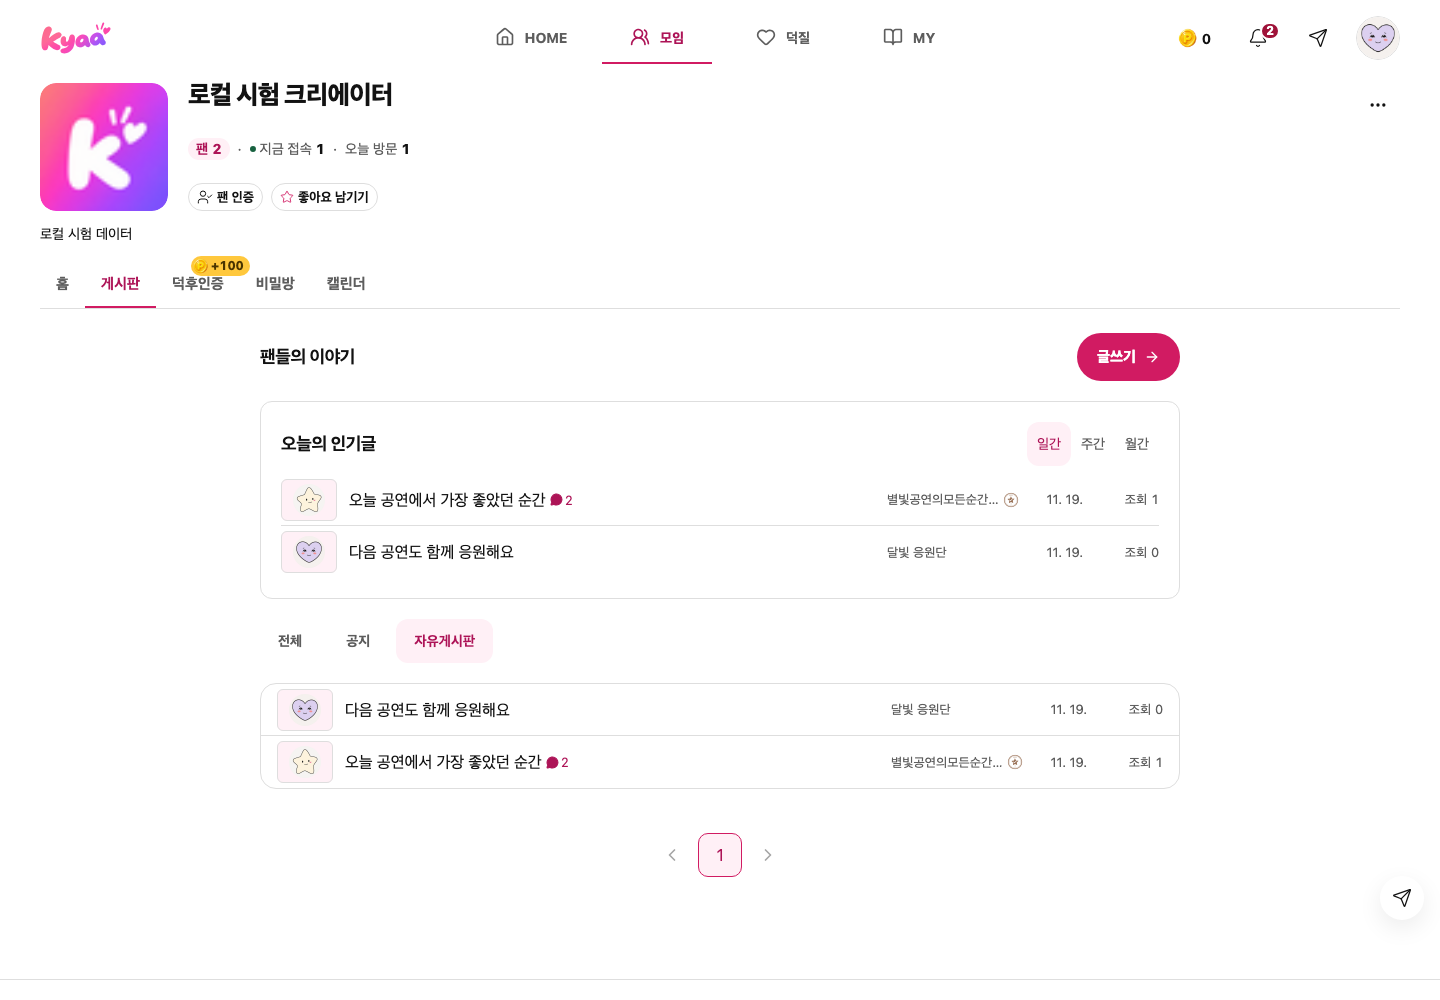 kyaa
HOME
모임
덕질
MY
0
2
로컬 시험 크리에이터
팬 2 · 지금 접속 1 · 오늘 방문 1
팬 인증
좋아요 남기기
로컬 시험 데이터
+100
홈
게시판
덕후인증
비밀방
캘린더
팬들의 이야기
글쓰기
오늘의 인기글
일간
주간
월간
오늘 공연에서 가장 좋았던 순간 2 별빛공연의모든순간... 11. 19. 조회 1
다음 공연도 함께 응원해요 달빛 응원단 11. 19. 조회 0
전체
공지
자유게시판
다음 공연도 함께 응원해요 달빛 응원단 11. 19. 조회 0
오늘 공연에서 가장 좋았던 순간 2 별빛공연의모든순간... 11. 19. 조회 1
1